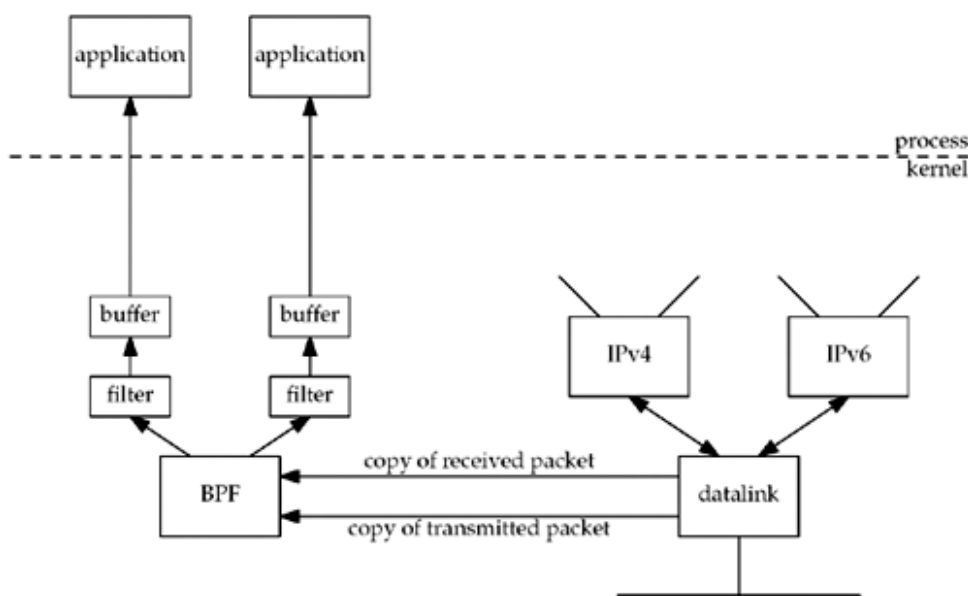 application
application
process
kernel
buffer
buffer
IPv4
IPv6
filter
filter
copy of received packet
BPF
datalink
copy of transmitted packet